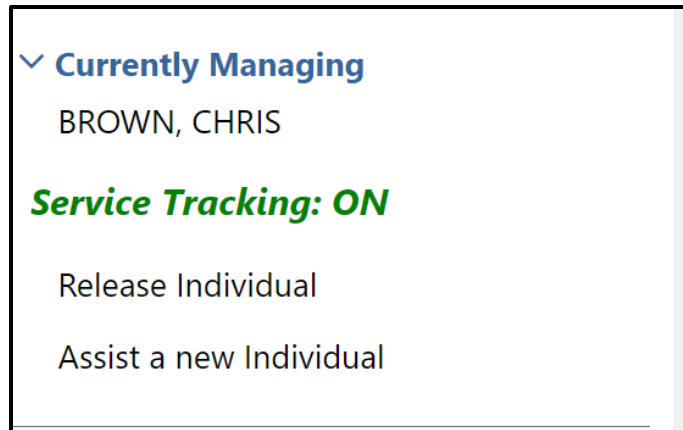 Currently Managing
BROWN, CHRIS
Service Tracking: ON
Release Individual
Assist a new Individual